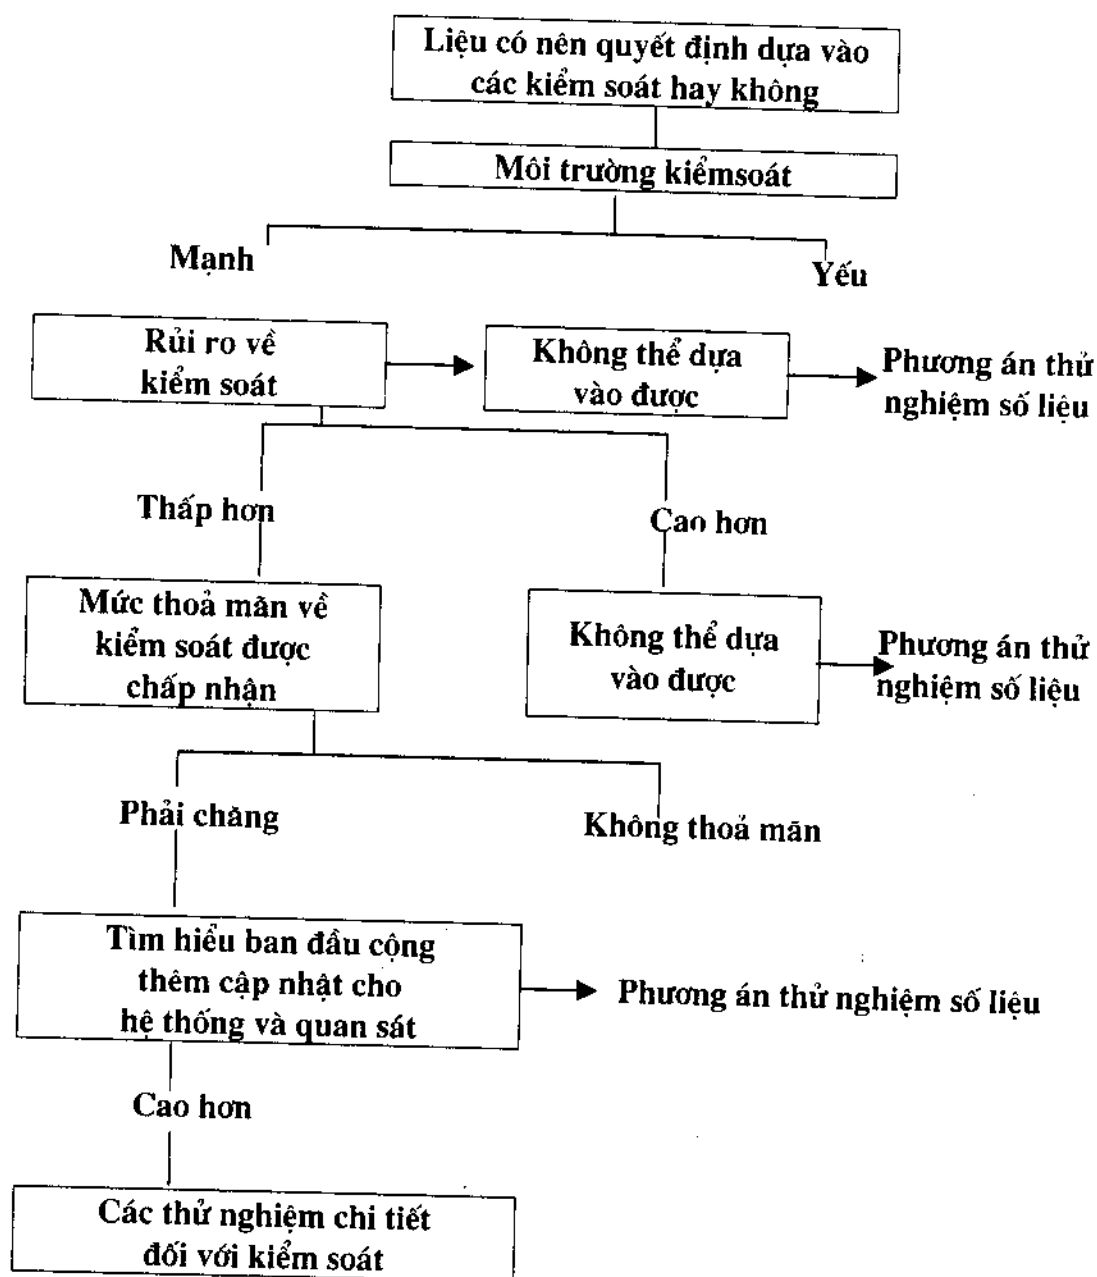 Liệu có nên quyết định dựa vào
các kiểm soát hay không
Môi trường kiểmsoát
Mạnh
Yếu
Rủi ro về
kiểm soát
Không thể dựa
vào được
Phương án thử
nghiệm số liệu
Thấp hơn
Cao hơn
Mức thoả mãn về
kiểm soát được
chấp nhận
Không thể dựa
vào được
Phương án thử
nghiệm số liệu
Phải chăng
Không thoả mãn
Tìm hiểu ban đầu cộng
thêm cập nhật cho
hệ thống và quan sát
Phương án thử nghiệm số liệu
Cao hơn
Các thử nghiệm chi tiết
đối với kiểm soát